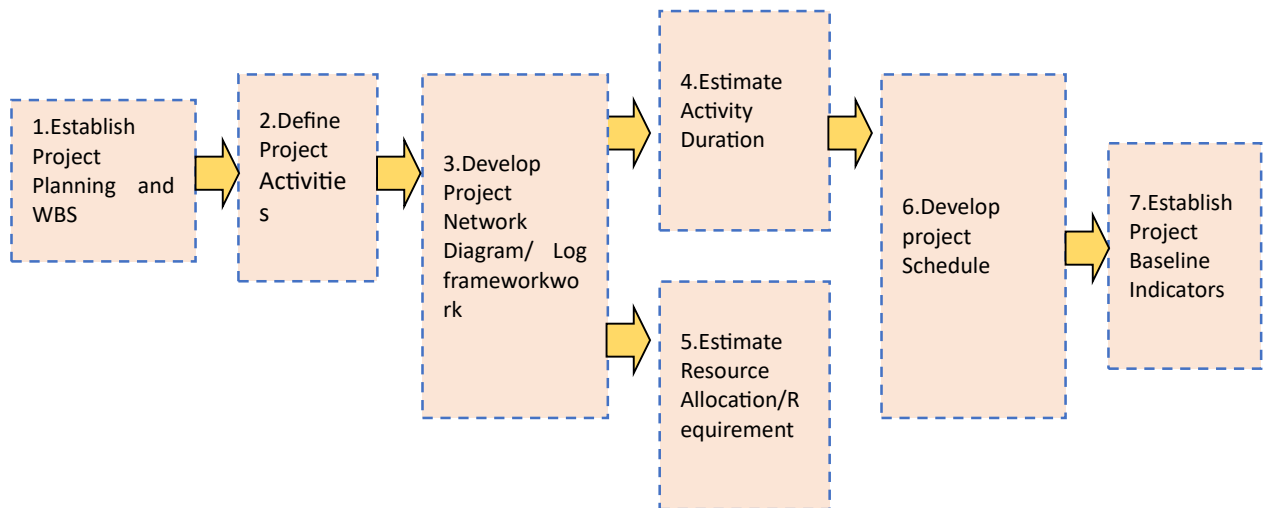 1.Establish
Project
Planning and
WBS
2.Define
Project
Activitie
s
3.Develop
Project
Network
Diagram/ Log
frameworkwo
rk
4.Estimate
Activity
Duration
5.Estimate
Resource
Allocation/R
equirement
6.Develop
project
Schedule
7.Establish
Project
Baseline
Indicators